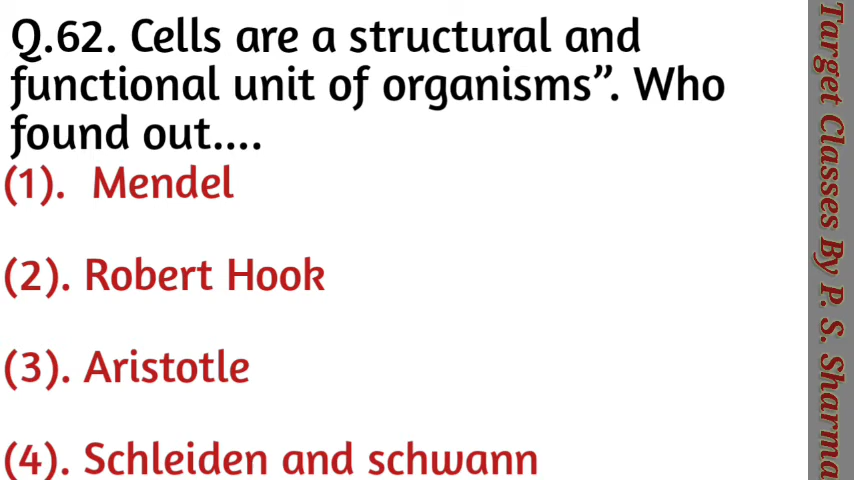 Q.62. Cells are a structural and
functional unit of organisms”. Who
found out....
(1). Mendel
(2). Robert Hook
(3). Aristotle
(4). Schleiden and schwann
Target Classes By P. S. Sharma